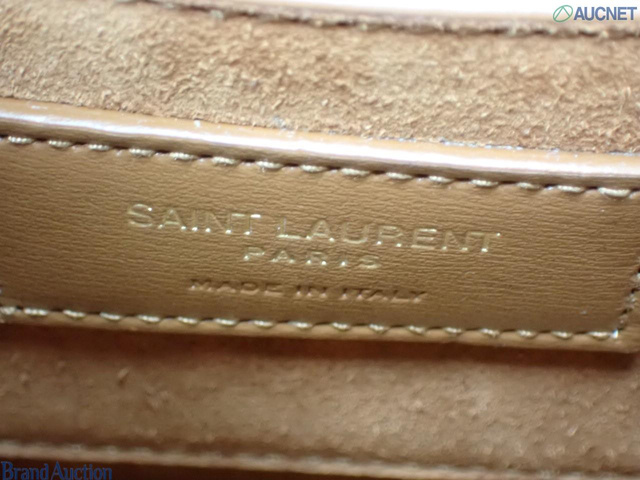 AUCNET
SAINT LAURENT
PARIS
MADE IN ITALY
Brand Auction